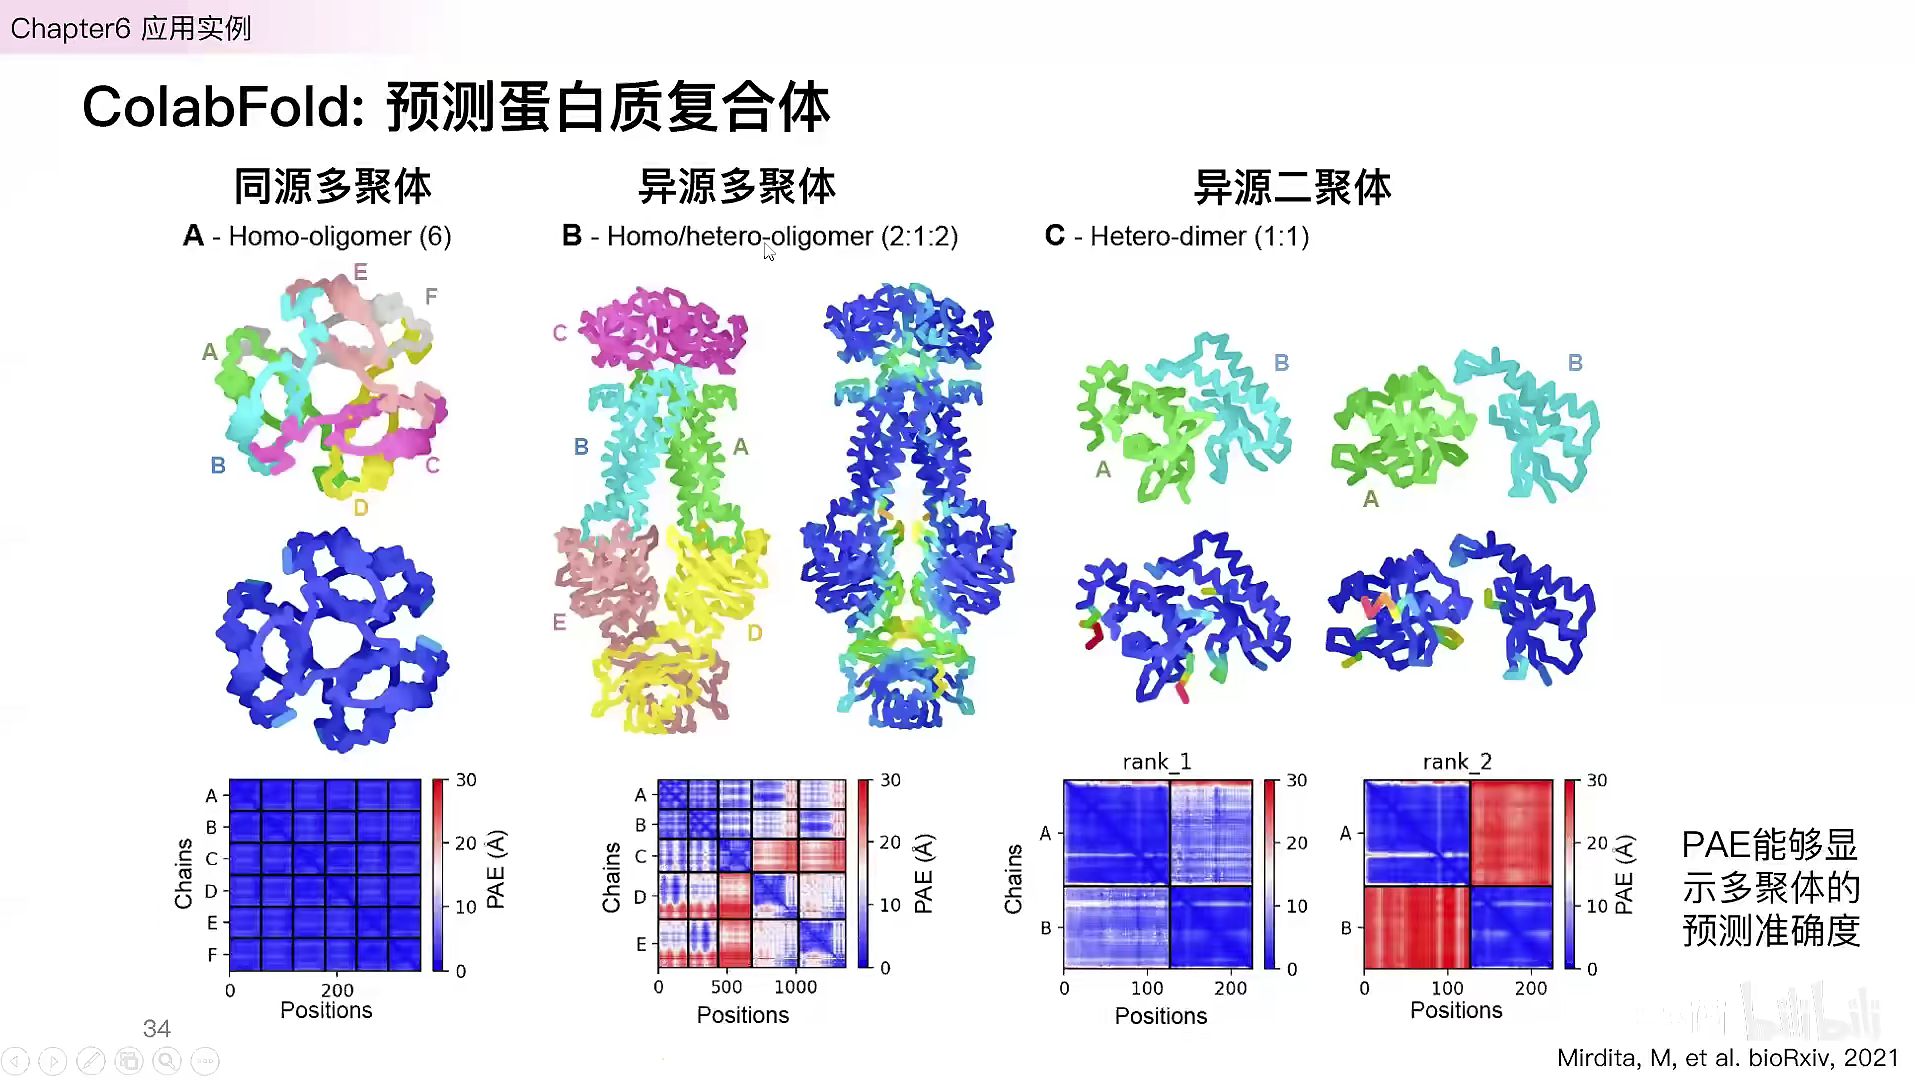 Chapter6 应用实例
ColabFold: 预测蛋白质复合体
同源多聚体
异源多聚体
异源二聚体
A - Homo-oligomer (6)
B - Homo/hetero-oligomer (2:1:2)
C - Hetero-dimer (1:1)
E
F
A
B
C
D
C
B
A
E
D
B
A
B
A
A
B
C
D
E
F
Chains
0
200
Positions
30
20
10
0
PAE (Å)
A
B
C
D
E
Chains
0
500
1000
Positions
30
20
10
0
PAE (Å)
rank_1
A
B
Chains
0
100
200
Positions
30
20
10
0
rank_2
A
B
0
100
200
Positions
30
20
10
0
PAE (Å)
PAE能够显
示多聚体的
预测准确度
34
bilibili
Mirdita, M, et al. bioRxiv, 2021